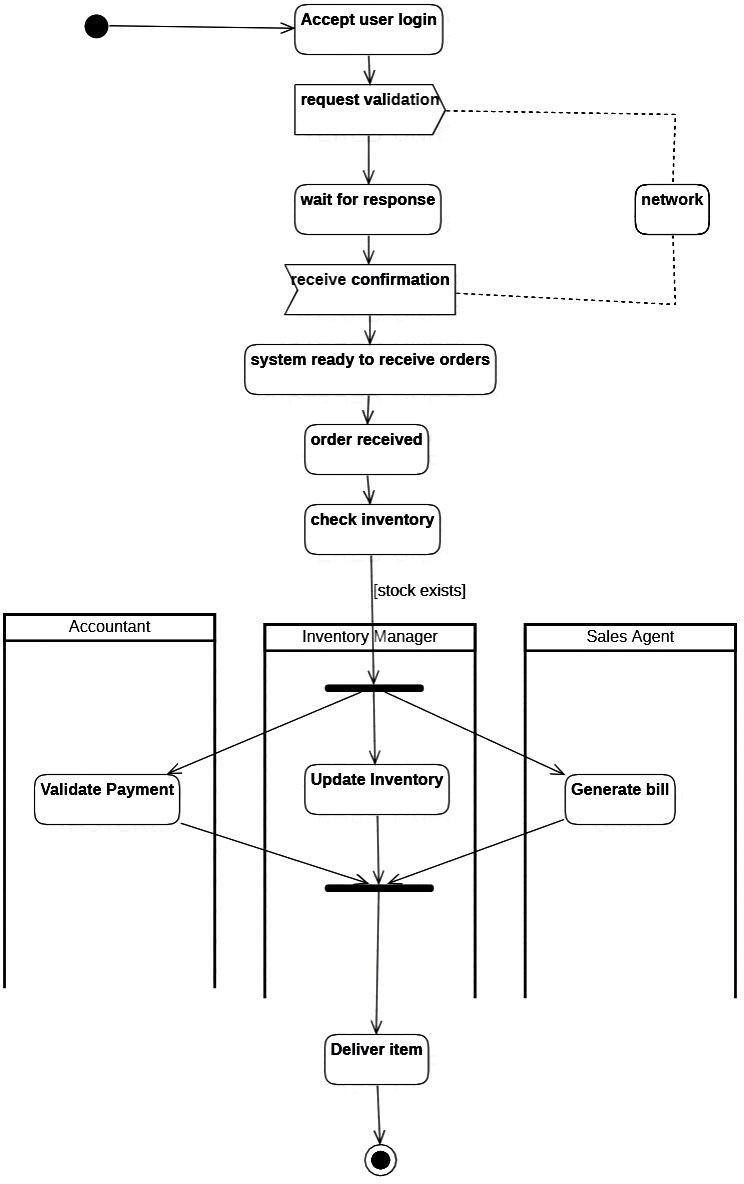 Accept user login
request validation
wait for response
network
receive confirmation
system ready to receive orders
order received
check inventory
[stock exists]
Accountant
Inventory Manager
Sales Agent
Validate Payment
Update Inventory
Generate bill
Deliver item